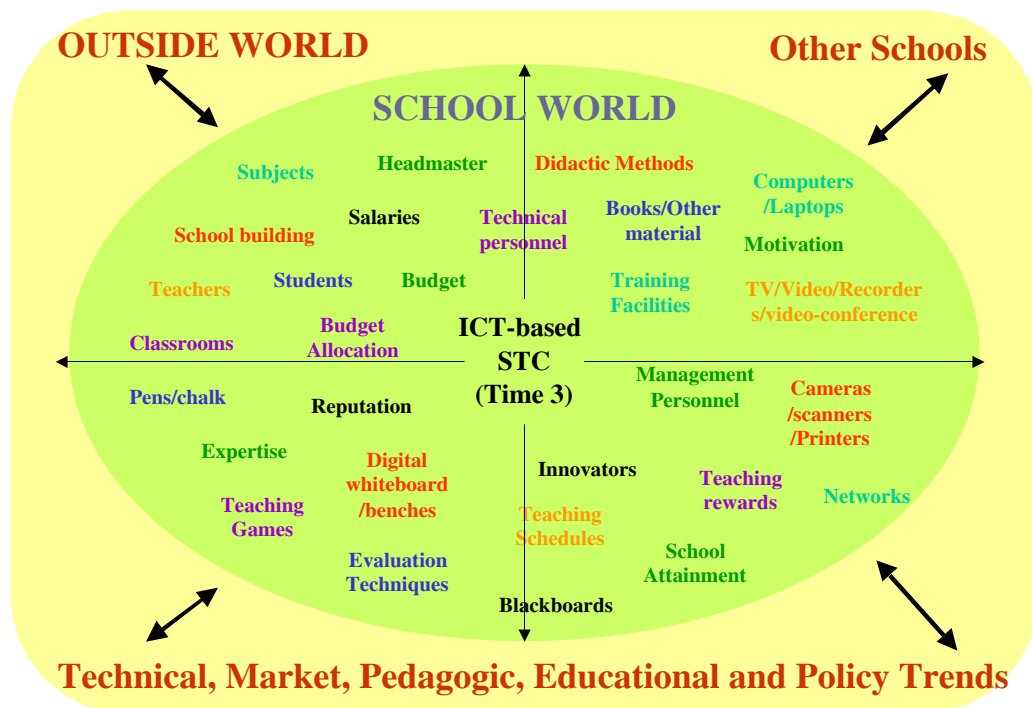 OUTSIDE WORLD
Other Schools
SCHOOL WORLD
Subjects
Headmaster
Didactic Methods
Computers
/Laptops
School building
Salaries
Technical
personnel
Books/Other
material
Motivation
Teachers
Students
Budget
Training
Facilities
TV/Video/Recorder
s/video-conference
Classrooms
Budget
Allocation
ICT-based
STC
(Time 3)
Management
Personnel
Cameras
/scanners
/Printers
Pens/chalk
Reputation
Expertise
Digital
whiteboard
/benches
Innovators
Teaching
rewards
Networks
Teaching
Games
Teaching
Schedules
Evaluation
Techniques
School
Attainment
Blackboards
Technical, Market, Pedagogic, Educational and Policy Trends